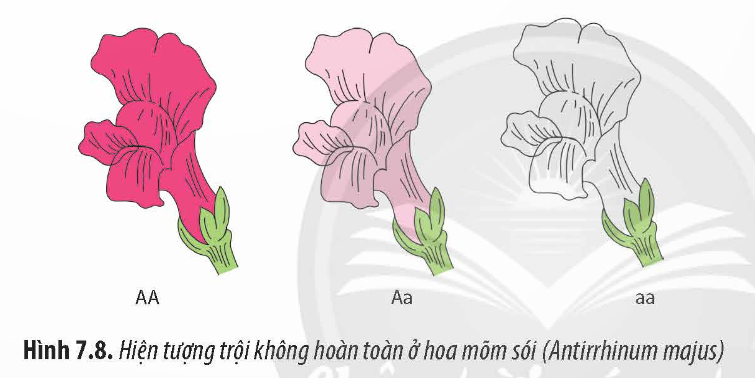 AA Aa aa
Hình 7.8. Hiện tượng trội không hoàn toàn ở hoa mõm sói (Antirrhinum majus)